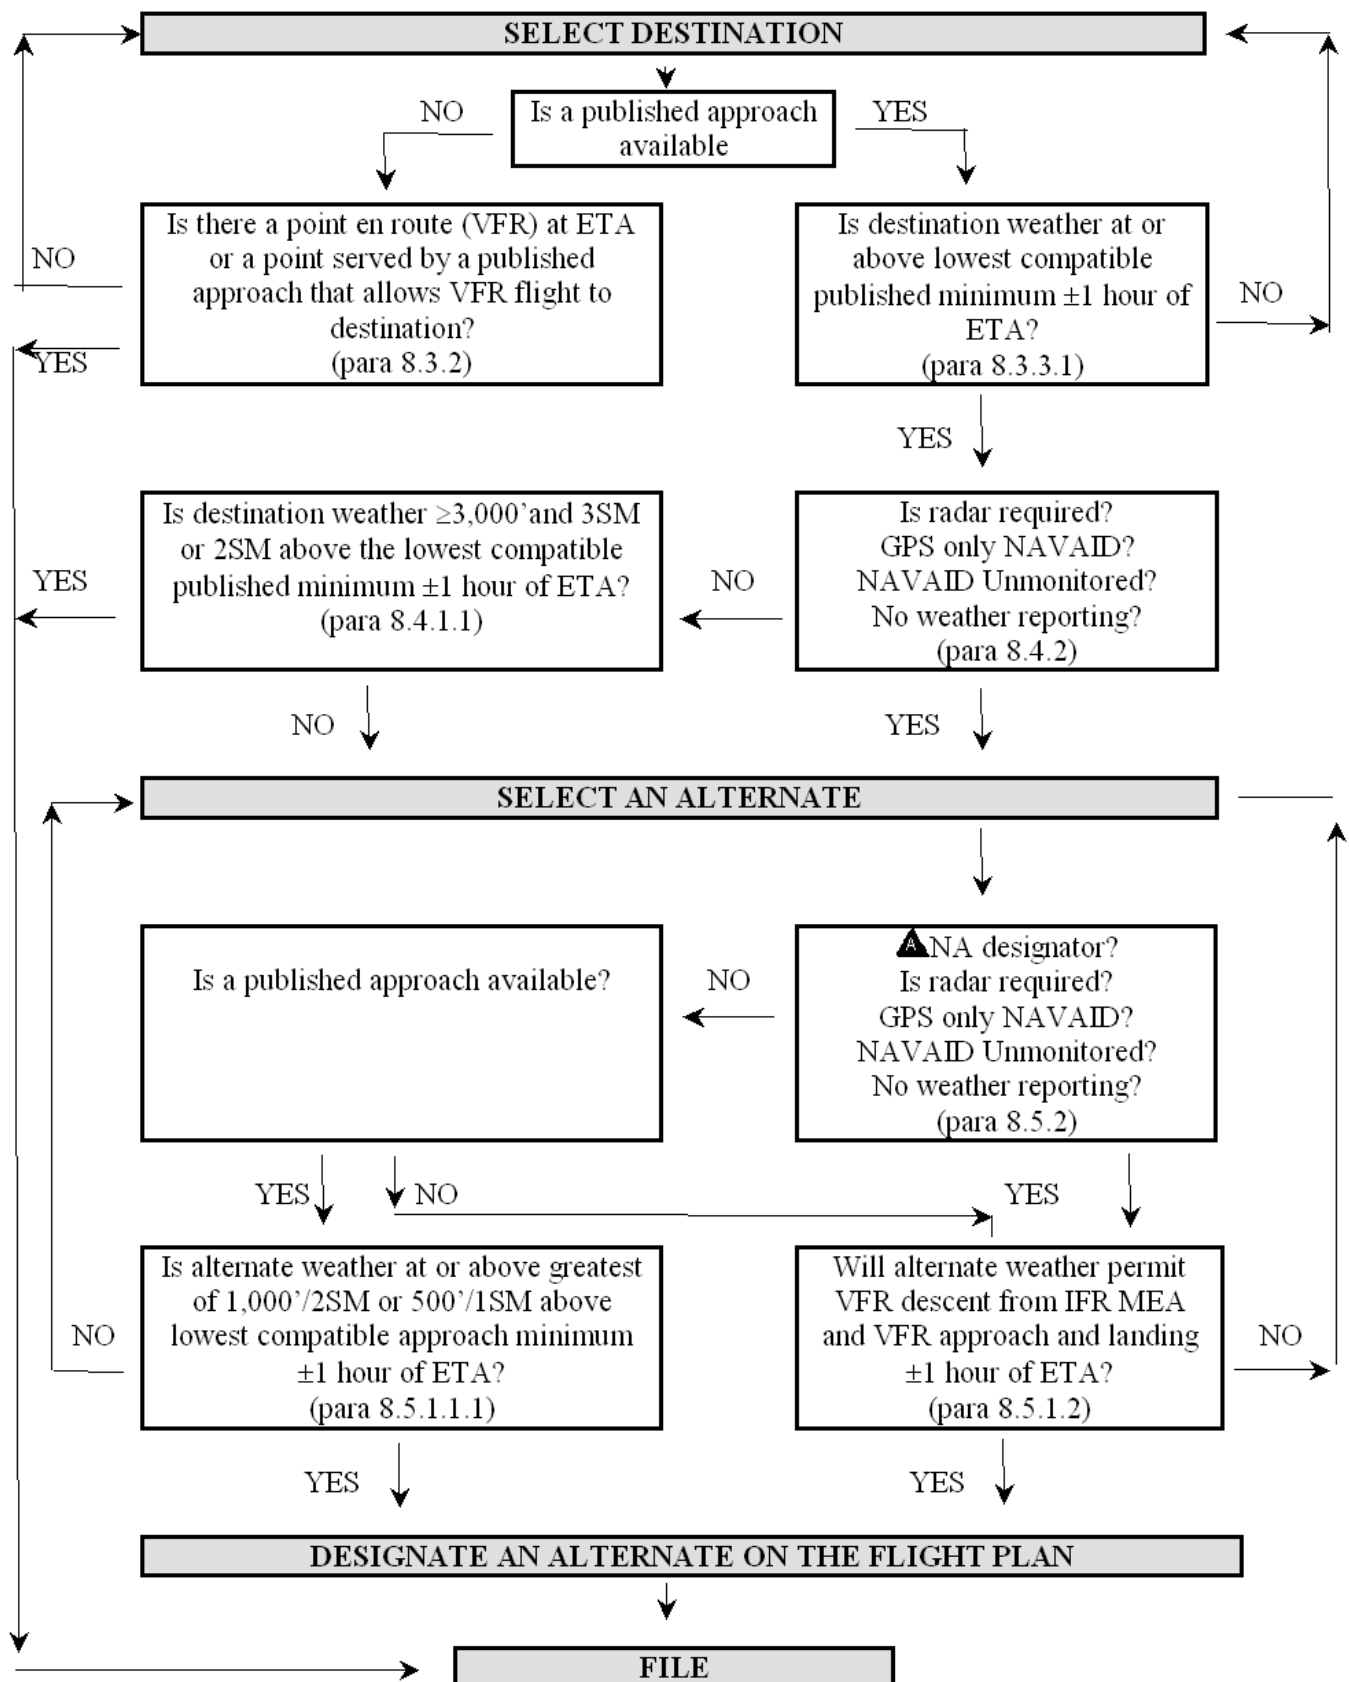 SELECT DESTINATION
NO
Is a published approach
available
YES
Is there a point en route (VFR) at ETA
or a point served by a published
approach that allows VFR flight to
destination?
(para 8.3.2)
NO
YES
Is destination weather at or
above lowest compatible
published minimum ±1 hour of
ETA?
(para 8.3.3.1)
NO
YES
Is destination weather ≥3,000’and 3SM
or 2SM above the lowest compatible
published minimum ±1 hour of ETA?
(para 8.4.1.1)
YES
NO
Is radar required?
GPS only NAVAID?
NAVAID Unmonitored?
No weather reporting?
(para 8.4.2)
NO
YES
SELECT AN ALTERNATE
Is a published approach available?
NO
A NA designator?
Is radar required?
GPS only NAVAID?
NAVAID Unmonitored?
No weather reporting?
(para 8.5.2)
YES
NO
YES
Is alternate weather at or above greatest
of 1,000’/2SM or 500’/1SM above
lowest compatible approach minimum
±1 hour of ETA?
(para 8.5.1.1.1)
NO
Will alternate weather permit
VFR descent from IFR MEA
and VFR approach and landing
±1 hour of ETA?
(para 8.5.1.2)
NO
YES
YES
DESIGNATE AN ALTERNATE ON THE FLIGHT PLAN
FILE